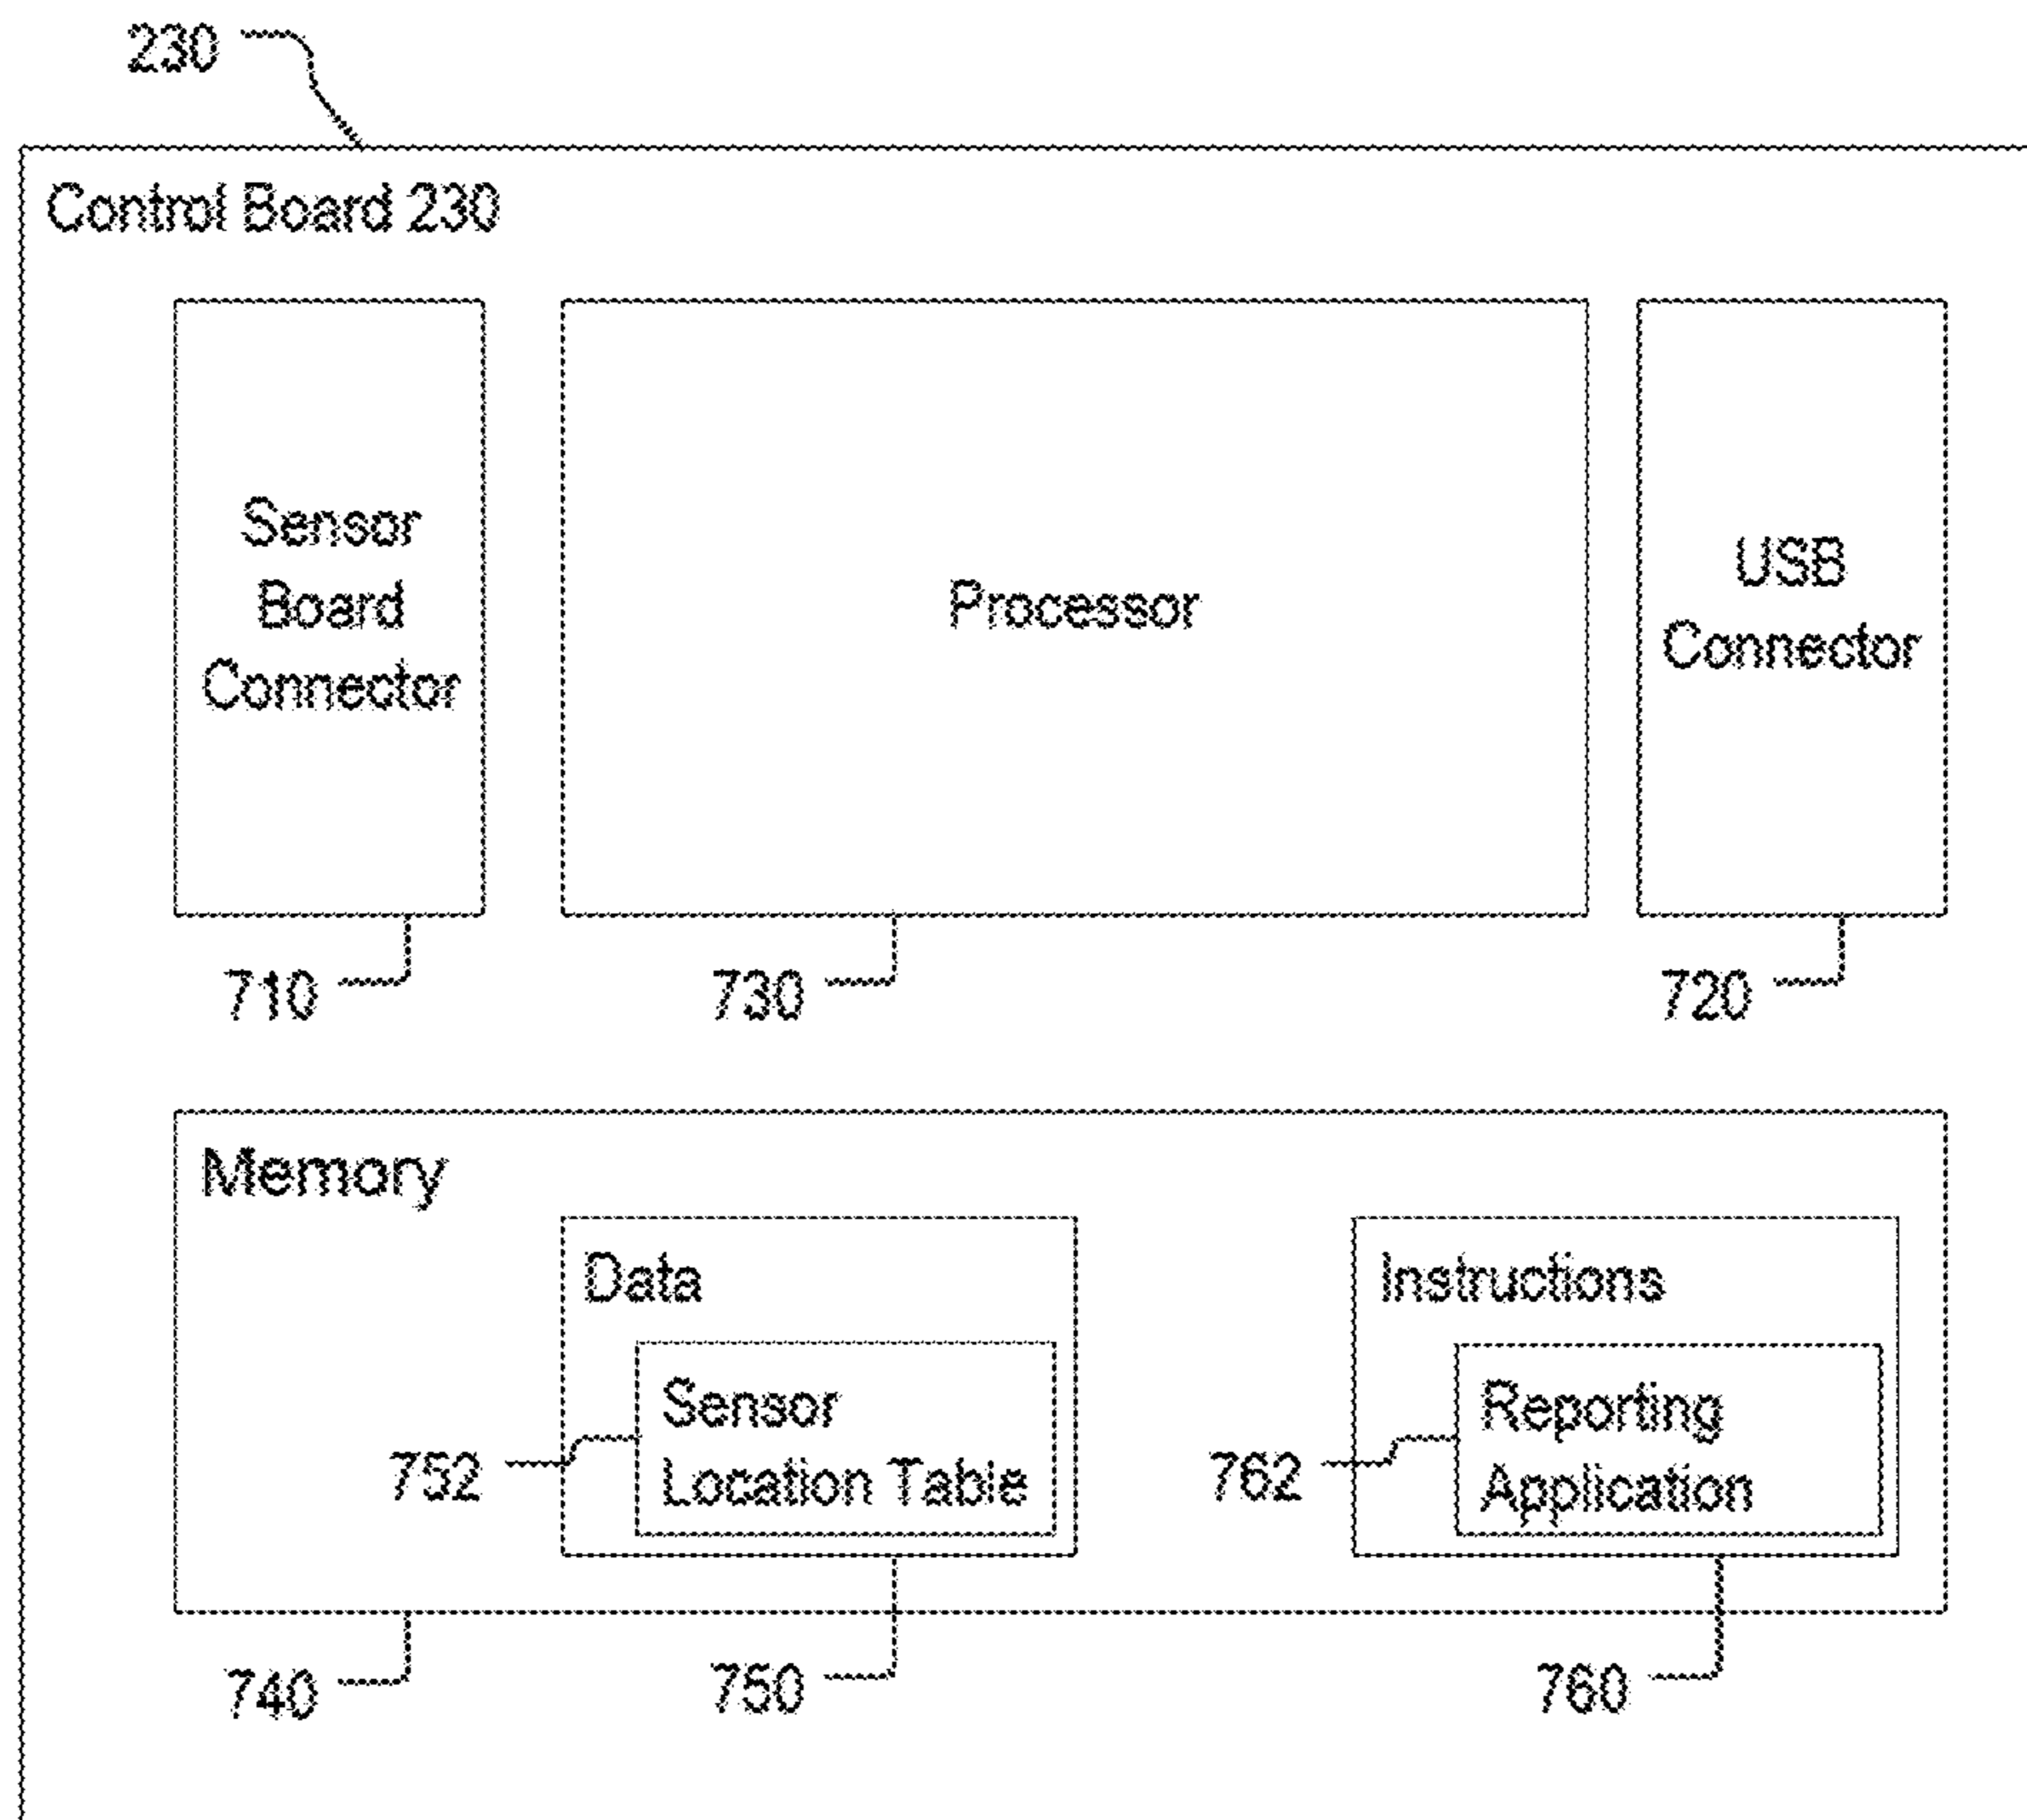 230
Control Board 230
Sensor
Board
Connector
Processor
USB
Connector
710
730
720
Memory
Data
Instructions
Sensor
Location Table
Reporting
Application
752
762
740
750
760